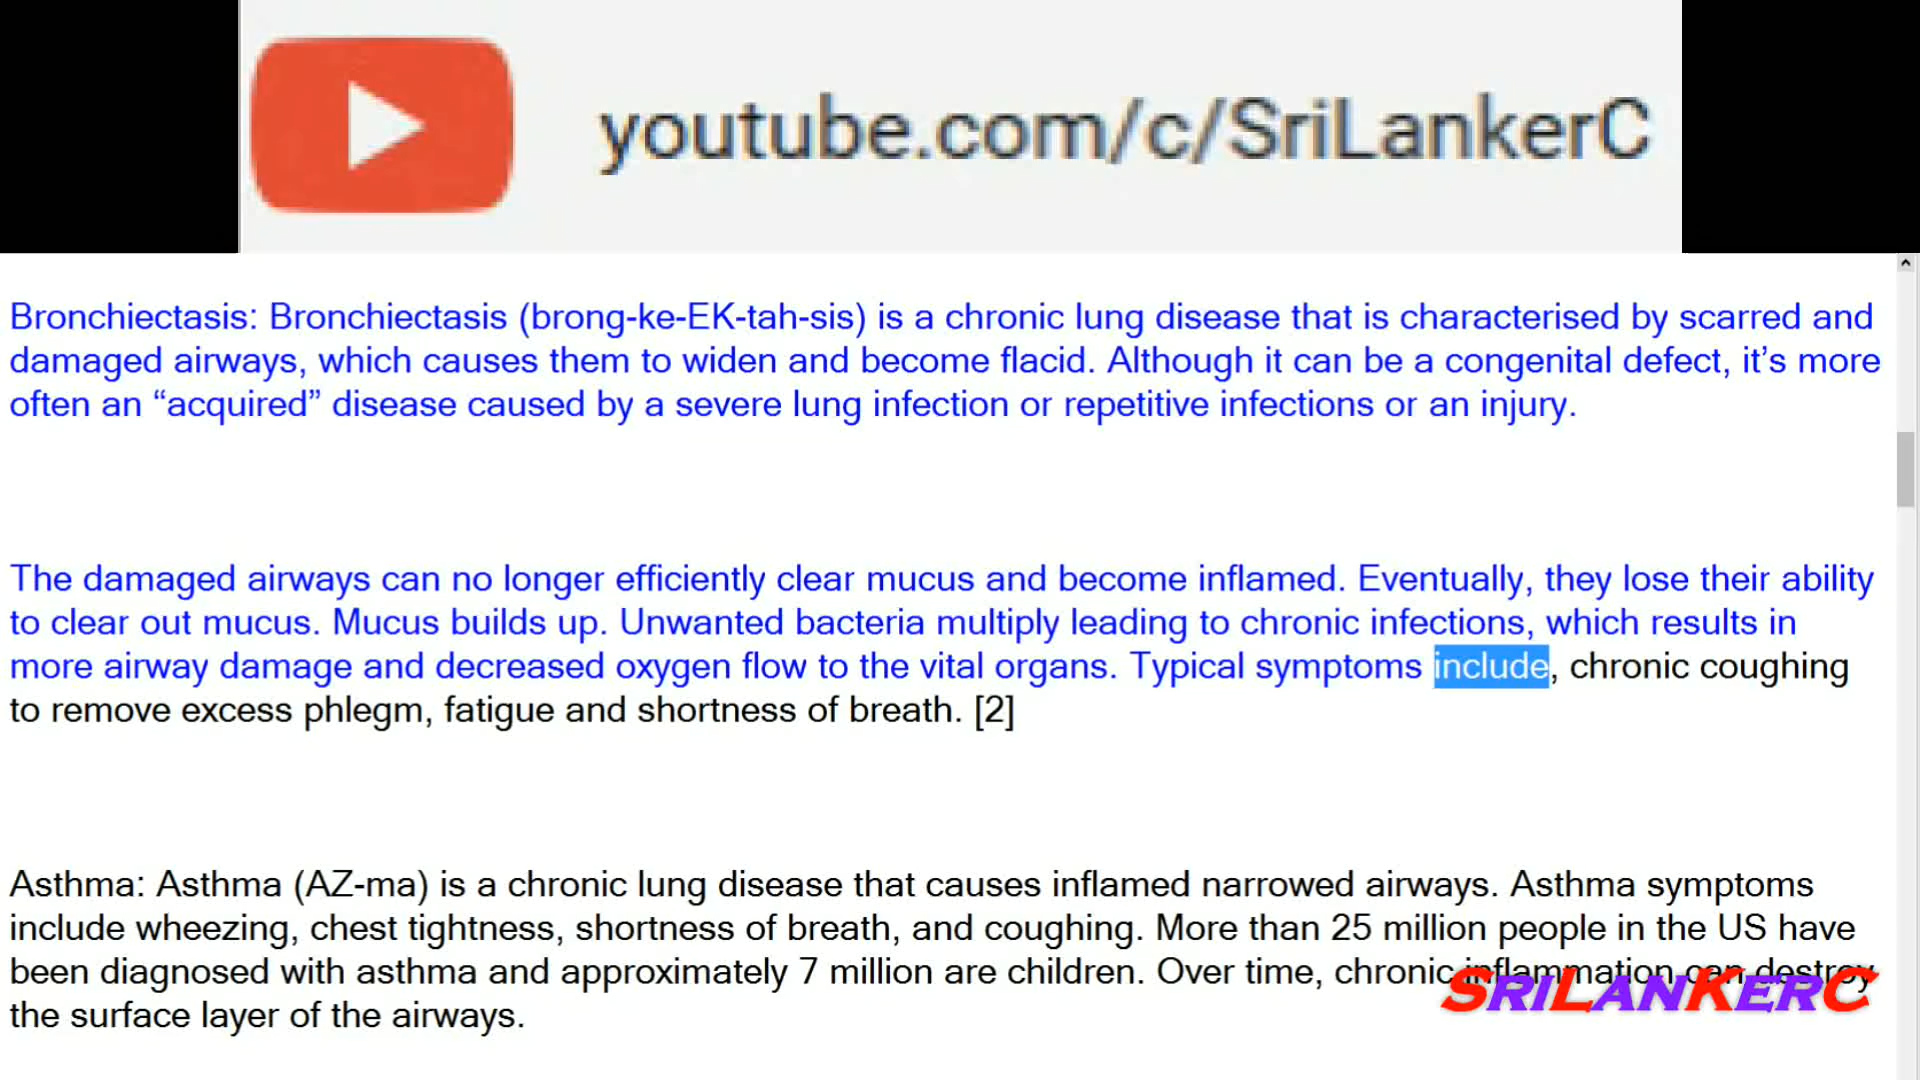 youtube.com/c/SriLankerC
Bronchiectasis: Bronchiectasis (brong-ke-EK-tah-sis) is a chronic lung disease that is characterised by scarred and
damaged airways, which causes them to widen and become flacid. Although it can be a congenital defect, it’s more
often an “acquired” disease caused by a severe lung infection or repetitive infections or an injury.
The damaged airways can no longer efficiently clear mucus and become inflamed. Eventually, they lose their ability
to clear out mucus. Mucus builds up. Unwanted bacteria multiply leading to chronic infections, which results in
more airway damage and decreased oxygen flow to the vital organs. Typical symptoms include, chronic coughing
to remove excess phlegm, fatigue and shortness of breath. [2]
Asthma: Asthma (AZ-ma) is a chronic lung disease that causes inflamed narrowed airways. Asthma symptoms
include wheezing, chest tightness, shortness of breath, and coughing. More than 25 million people in the US have
been diagnosed with asthma and approximately 7 million are children. Over time, chronic inflammation can destroy
the surface layer of the airways.
SRILANKERC